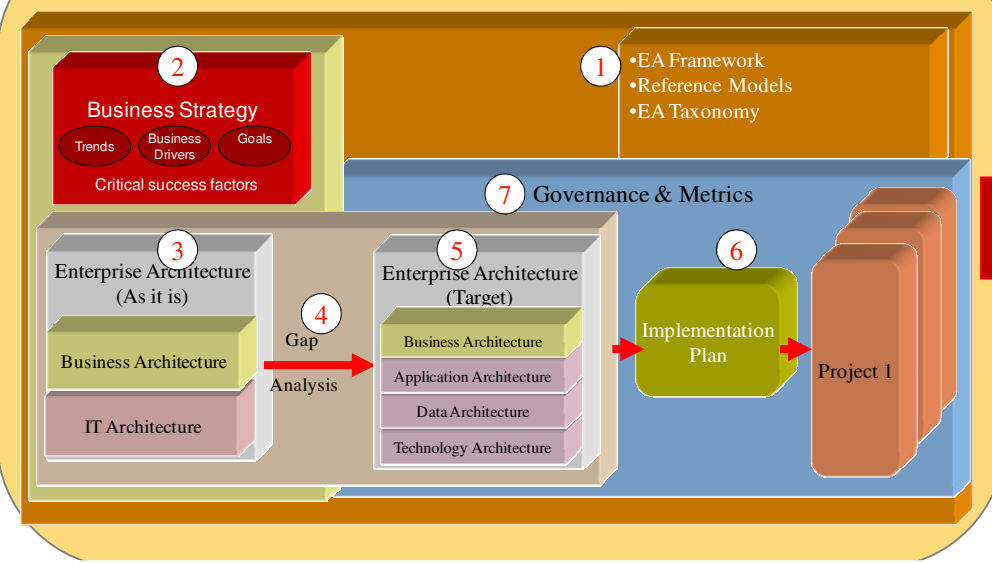 1
•EA Framework
•Reference Models
•EA Taxonomy
2
Business Strategy
Trends
Business
Drivers
Goals
Critical success factors
7
Governance & Metrics
3
Enterprise Architecture
(As it is)
Business Architecture
IT Architecture
4
Gap
Analysis
5
Enterprise Architecture
(Target)
Business Architecture
Application Architecture
Data Architecture
Technology Architecture
6
Implementation
Plan
Project 1